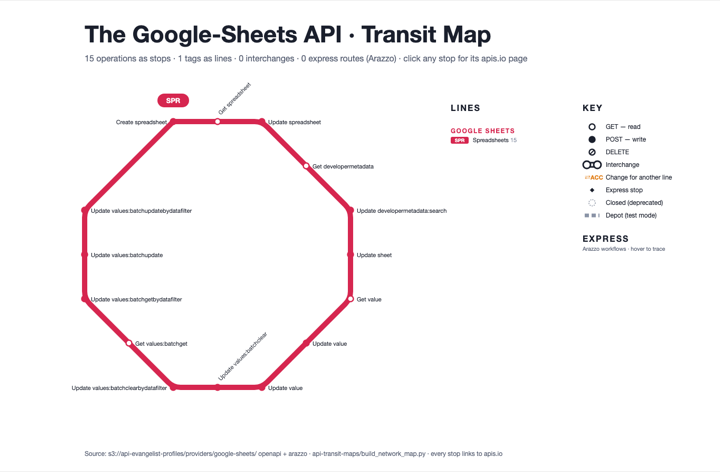 The Google-Sheets API · Transit Map
15 operations as stops · 1 tags as lines · 0 interchanges · 0 express routes (Arazzo) · click any stop for its apis.io page
SPR
Get spreadsheet
Create spreadsheet
Update spreadsheet
Get developermetadata
Update values:batchupdatebydatafilter
Update developermetadata:search
Update values:batchupdate
Update sheet
Update values:batchgetbydatafilter
Get value
Get values:batchget
Update value
Update values:batchclear
Update values:batchclearbydatafilter
Update value
LINES
GOOGLE SHEETS
SPR Spreadsheets 15
KEY
GET — read
POST — write
DELETE
Interchange
⇄ACC Change for another line
Express stop
Closed (deprecated)
Depot (test mode)
EXPRESS
Arazzo workflows · hover to trace
Source: s3://api-evangelist-profiles/providers/google-sheets/ openapi + arazzo · api-transit-maps/build_network_map.py · every stop links to apis.io